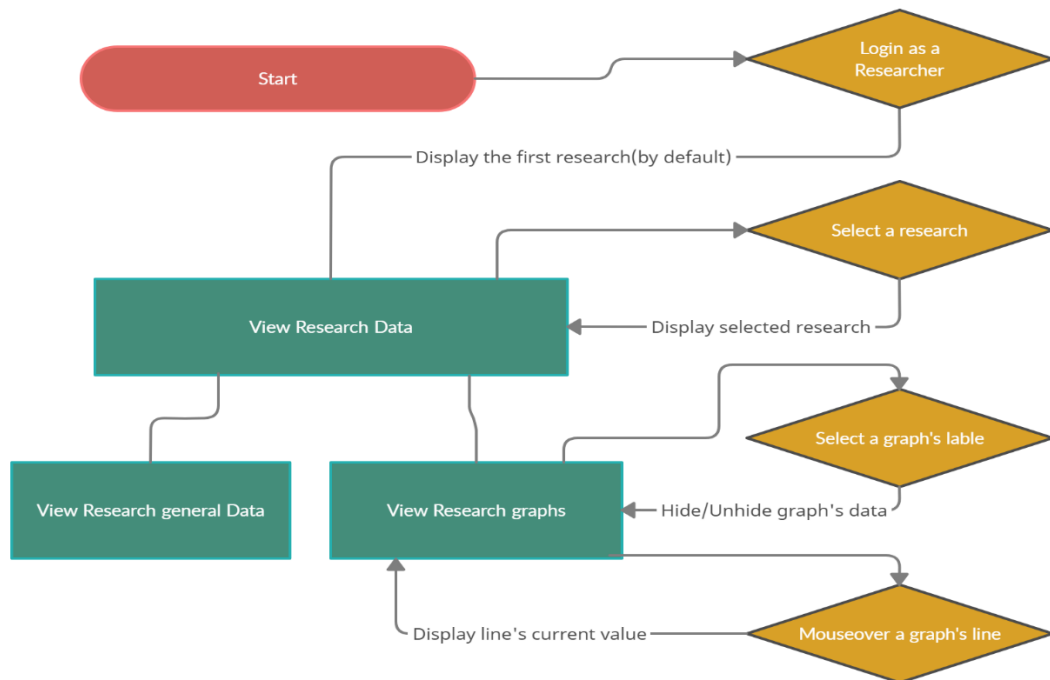 Start
Login as a
Researcher
Display the first research(by default)
Select a research
View Research Data
Display selected research
Select a graph's lable
View Research general Data
View Research graphs
Hide/Unhide graph's data
Display line's current value
Mouseover a graph's line